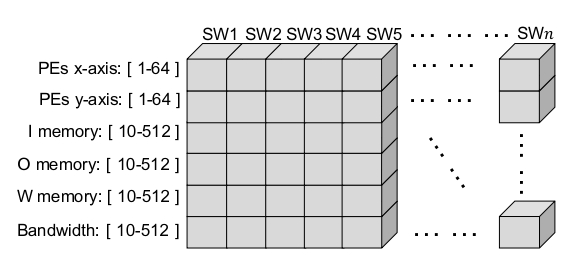 SW1 SW2 SW3 SW4 SW5 ... ... ... SWn
PEs x-axis: [ 1-64 ] ... ...
PEs y-axis: [ 1-64 ] ... ...
I memory: [ 10-512 ]
O memory: [ 10-512 ]
W memory: [ 10-512 ]
Bandwidth: [ 10-512 ] ... ...